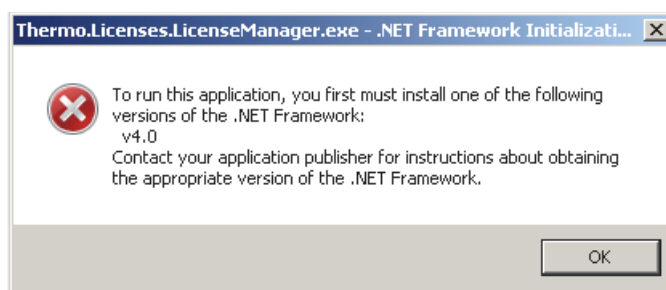 Thermo.Licenses.LicenseManager.exe - .NET Framework Initializati...
To run this application, you first must install one of the following
versions of the .NET Framework:
v4.0
Contact your application publisher for instructions about obtaining
the appropriate version of the .NET Framework.
OK